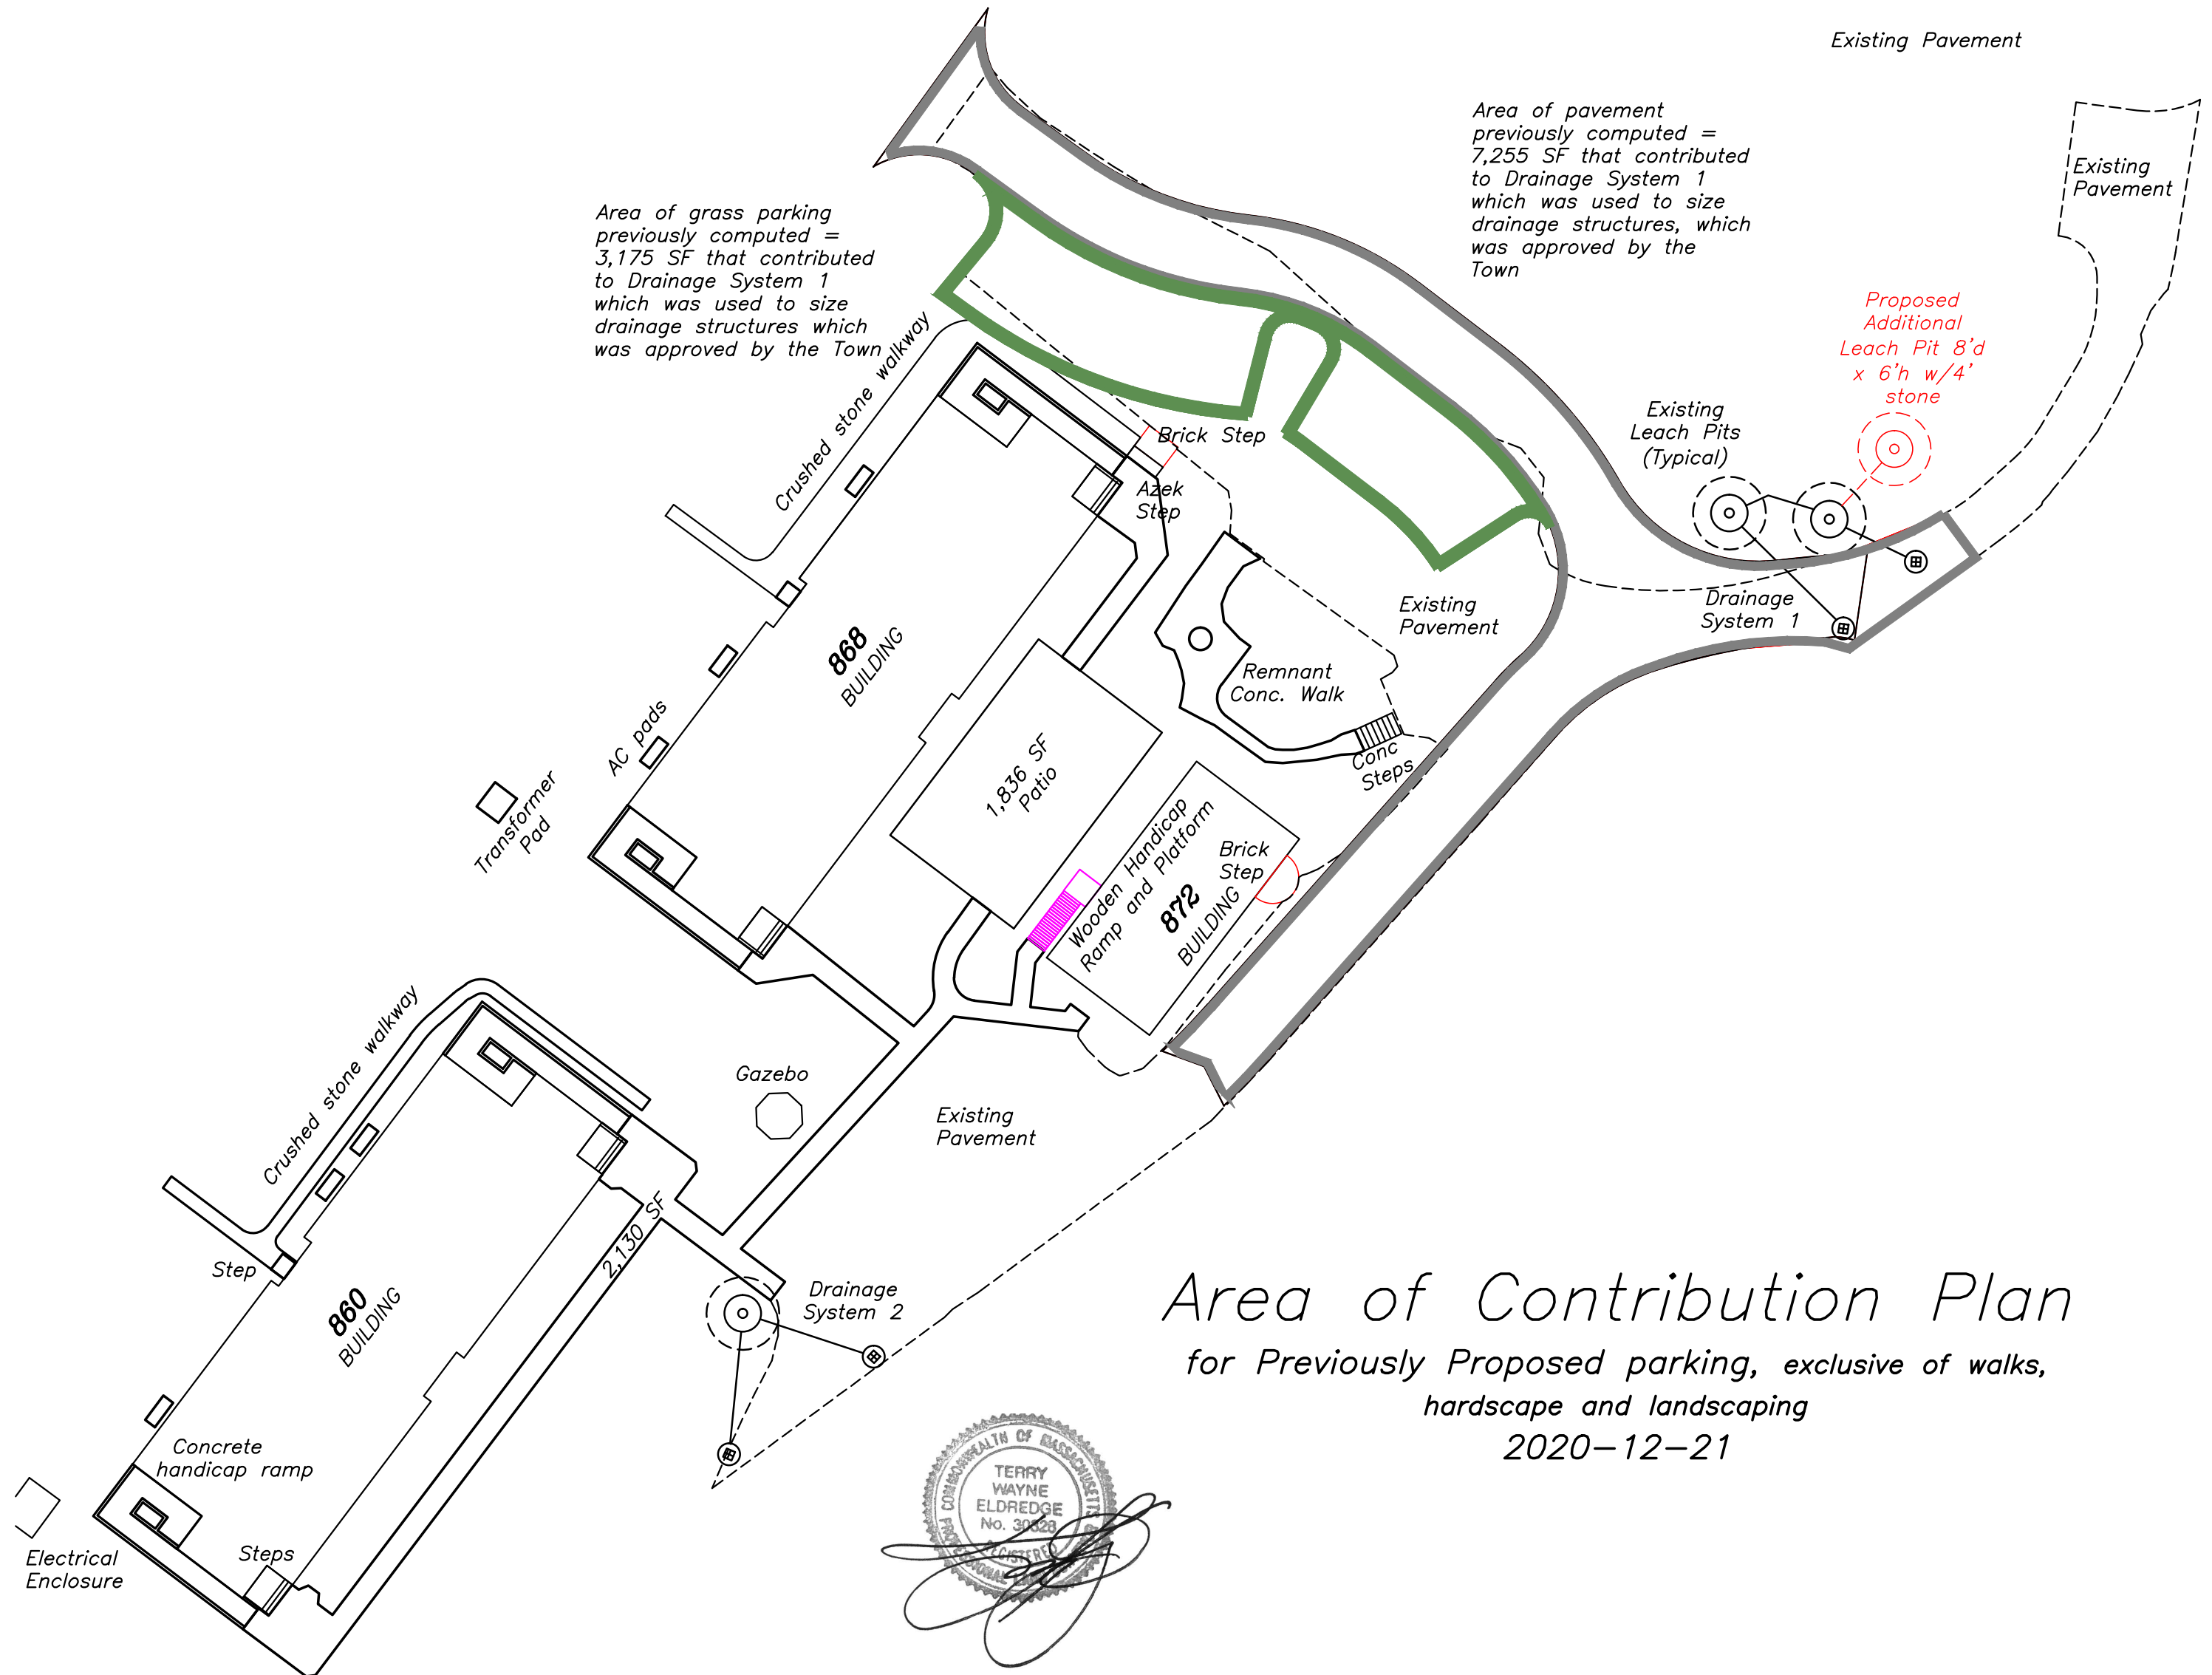 Existing Pavement
Area of pavement
previously computed =
7,255 SF that contributed
to Drainage System 1
which was used to size
drainage structures, which
was approved by the
Town
Existing
Pavement
Area of grass parking
previously computed =
3,175 SF that contributed
to Drainage System 1
which was used to size
drainage structures which
was approved by the Town
Proposed
Additional
Leach Pit 8'd
x 6'h w/4'
stone
Existing
Leach Pits
(Typical)
Crushed stone walkway
Brick Step
Azek
Step
Drainage
System 1
Existing
Pavement
868
BUILDING
Remnant
Conc. Walk
Conc
Steps
AC pads
Transformer
Pad
1,836 SF
Patio
Wooden Handicap
Ramp and Platform
Brick
Step
872
BUILDING
Crushed stone walkway
Gazebo
Existing
Pavement
2,130 SF
Step
860
BUILDING
Drainage
System 2
Concrete
handicap ramp
Steps
Electrical
Enclosure
Area of Contribution Plan
for Previously Proposed parking, exclusive of walks,
hardscape and landscaping
2020-12-21
COMMONWEALTH OF MASSACHUSETTS
TERRY
WAYNE
ELDREDGE
No. 30328
REGISTERED